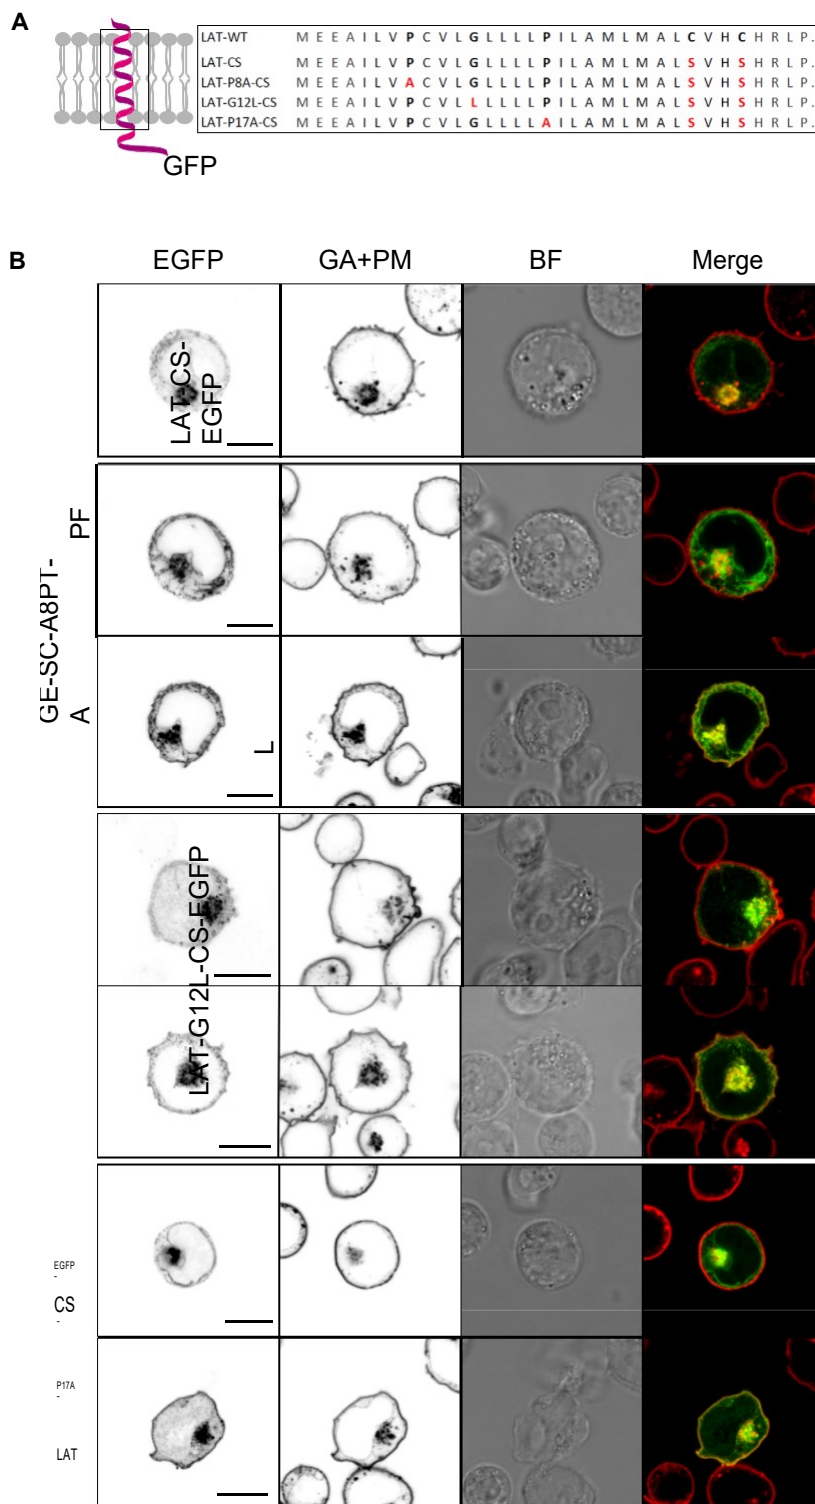 A
LAT-WT M E E A I L V P C V L G L L L L P I L A M L M A L C V H C H R L P .
LAT-CS M E E A I L V P C V L G L L L L P I L A M L M A L S V H S H R L P .
LAT-P8A-CS M E E A I L V A C V L G L L L L P I L A M L M A L S V H S H R L P .
LAT-G12L-CS M E E A I L V P C V L L L L L L P I L A M L M A L S V H S H R L P .
LAT-P17A-CS M E E A I L V P C V L G L L L L A I L A M L M A L S V H S H R L P .
GFP
B
EGFP GA+PM BF Merge
LAT-CS-
EGFP
GE-SC-A8PT-
PF
A
L
LAT-G12L-CS-EGFP
EGFP
-
CS
-
P17A
-
LAT